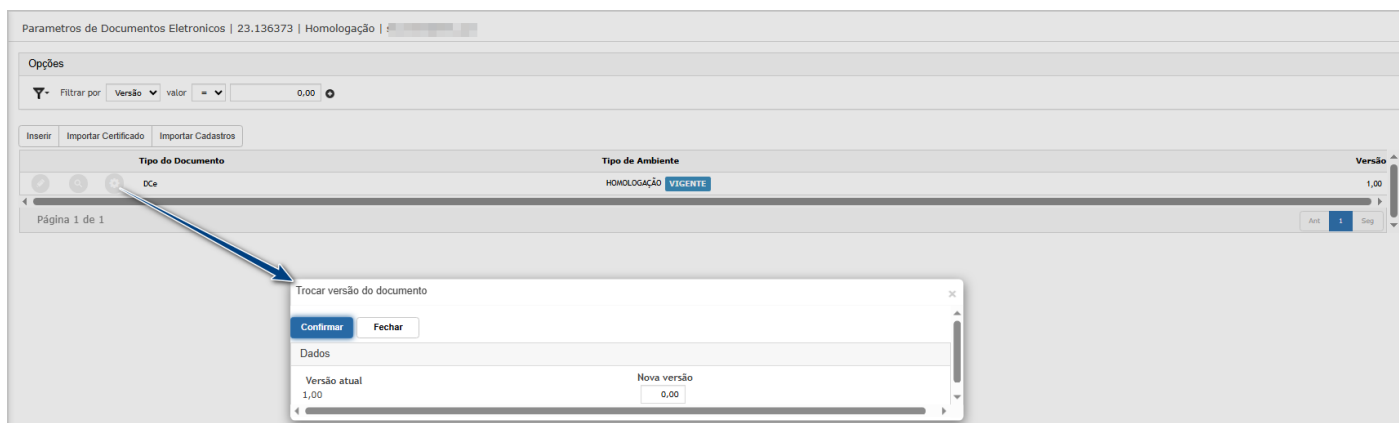 Parametros de Documentos Eletronicos | 23.136373 | Homologação |
Opções
Filtrar por Versão valor = 0,00
Inserir Importar Certificado Importar Cadastros
Tipo do Documento Tipo de Ambiente Versão
DCe HOMOLOGAÇÃO VIGENTE 1,00
Página 1 de 1 Ant 1 Seg
Trocar versão do documento ×
Confirmar Fechar
Dados
Versão atual Nova versão
1,00 0,00